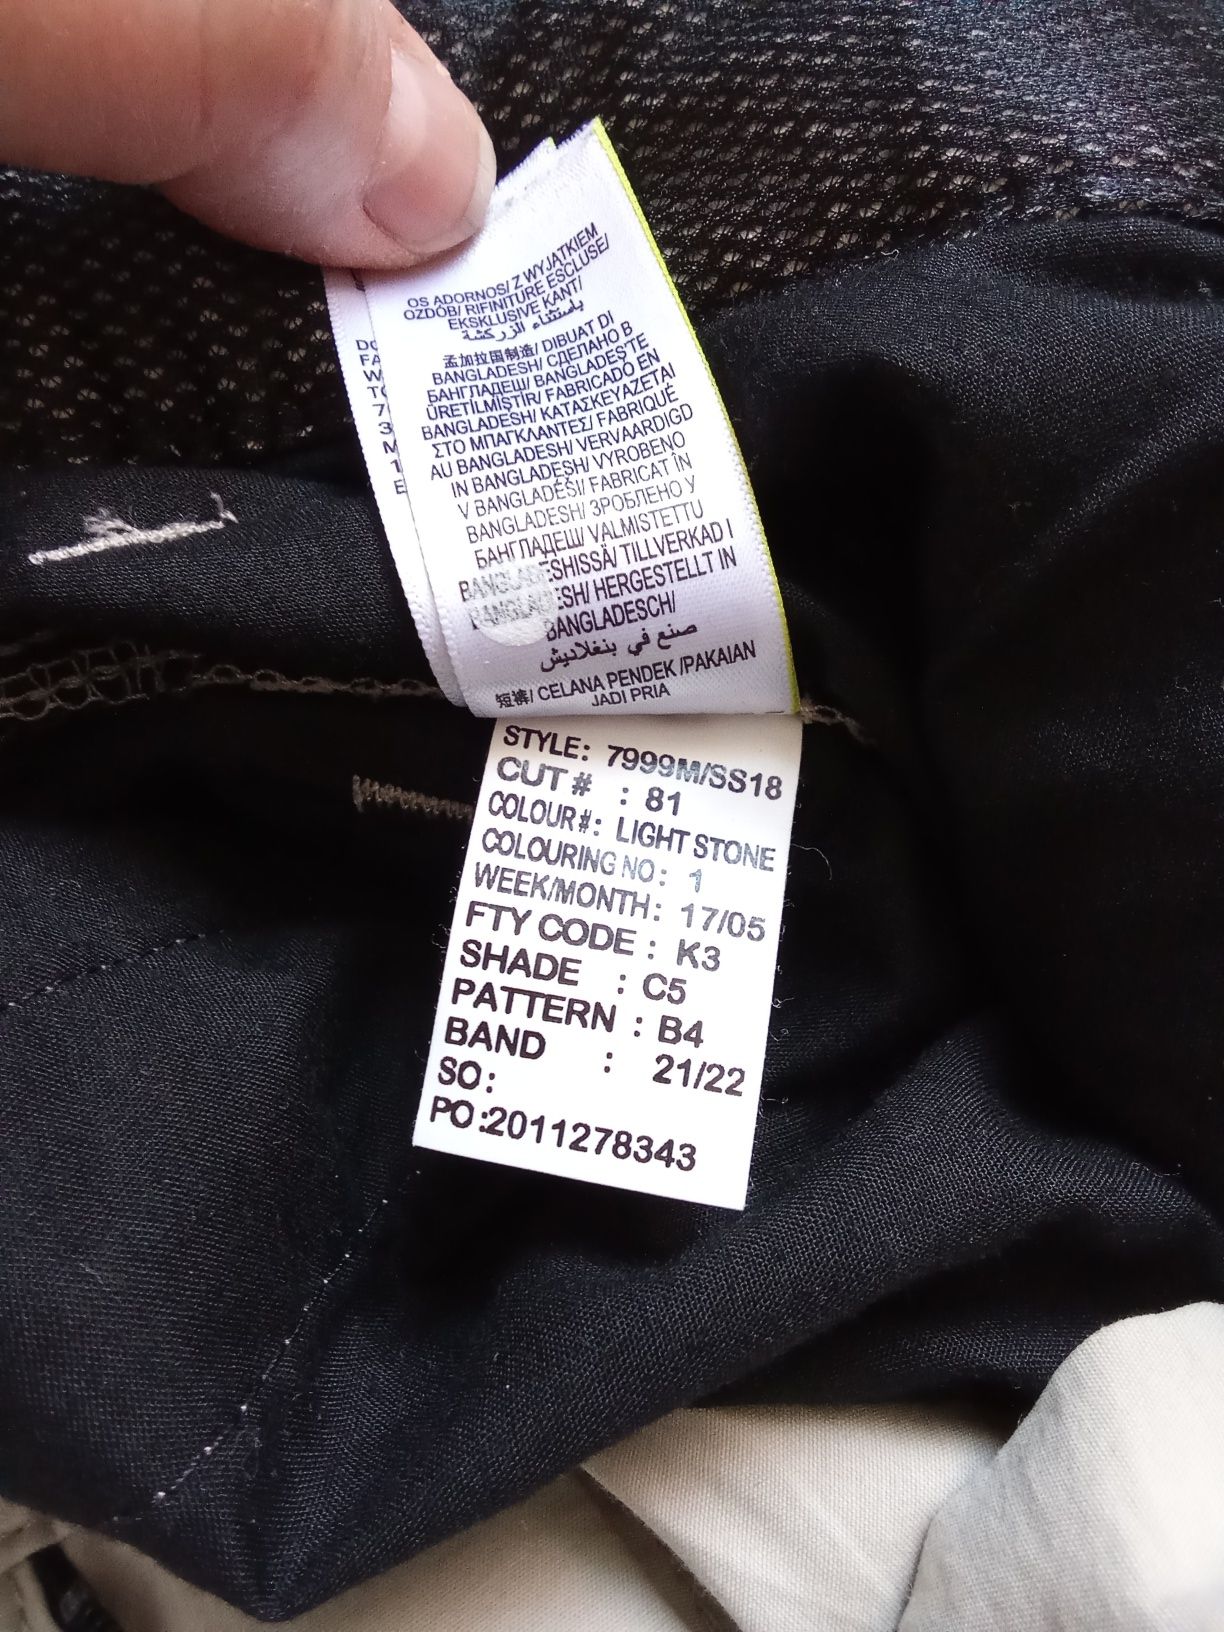 OS ADORNOS/ Z WYJĄTKIEM
OZDÓB/ RIFINITURE ESCLUSE/
EKSKLUSIVE KANT/
باستثناء الزركشة
孟加拉国制造/ DIBUAT DI
BANGLADESH/ СДЕЛАНО В
БАНГЛАДЕШ/ BANGLADEŞ'TE
ÜRETİLMİŞTİR/ FABRICADO EN
BANGLADESH/ ΚΑΤΑΣΚΕΥΑΖΕΤΑΙ
ΣΤΟ ΜΠΑΓΚΛΑΝΤΕΣ/ FABRIQUÉ
AU BANGLADESH/ VERVAARDIGD
IN BANGLADESH/ VYROBENO
V BANGLADÉŠI/ FABRICAT ÎN
BANGLADESH/ ЗРОБЛЕНО У
БАНГЛАДЕШ/ VALMISTETTU
BANGLADESHISSA/ TILLVERKAD I
BANGLADESH/ HERGESTELLT IN
BANGLADESCH/
صنع في بنغلاديش
短裤/ CELANA PENDEK /PAKAIAN
JADI PRIA
STYLE: 7999M/SS18
CUT # : 81
COLOUR#: LIGHT STONE
COLOURING NO: 1
WEEK/MONTH: 17/05
FTY CODE : K3
SHADE : C5
PATTERN : B4
BAND : 21/22
SO:
PO:2011278343